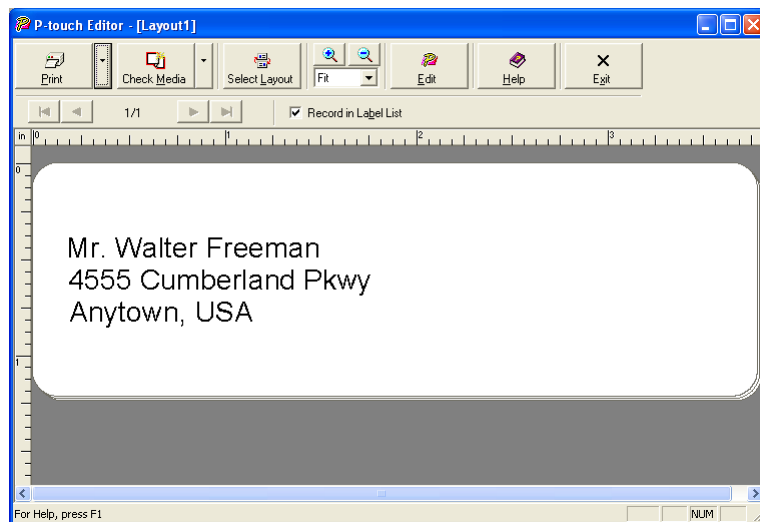 P-touch Editor - [Layout1]
Print Check Media Select Layout Fit Edit Help Exit
1/1 Record in Label List
in 0 1 2 3
0
Mr. Walter Freeman
4555 Cumberland Pkwy
Anytown, USA
1
For Help, press F1 NUM